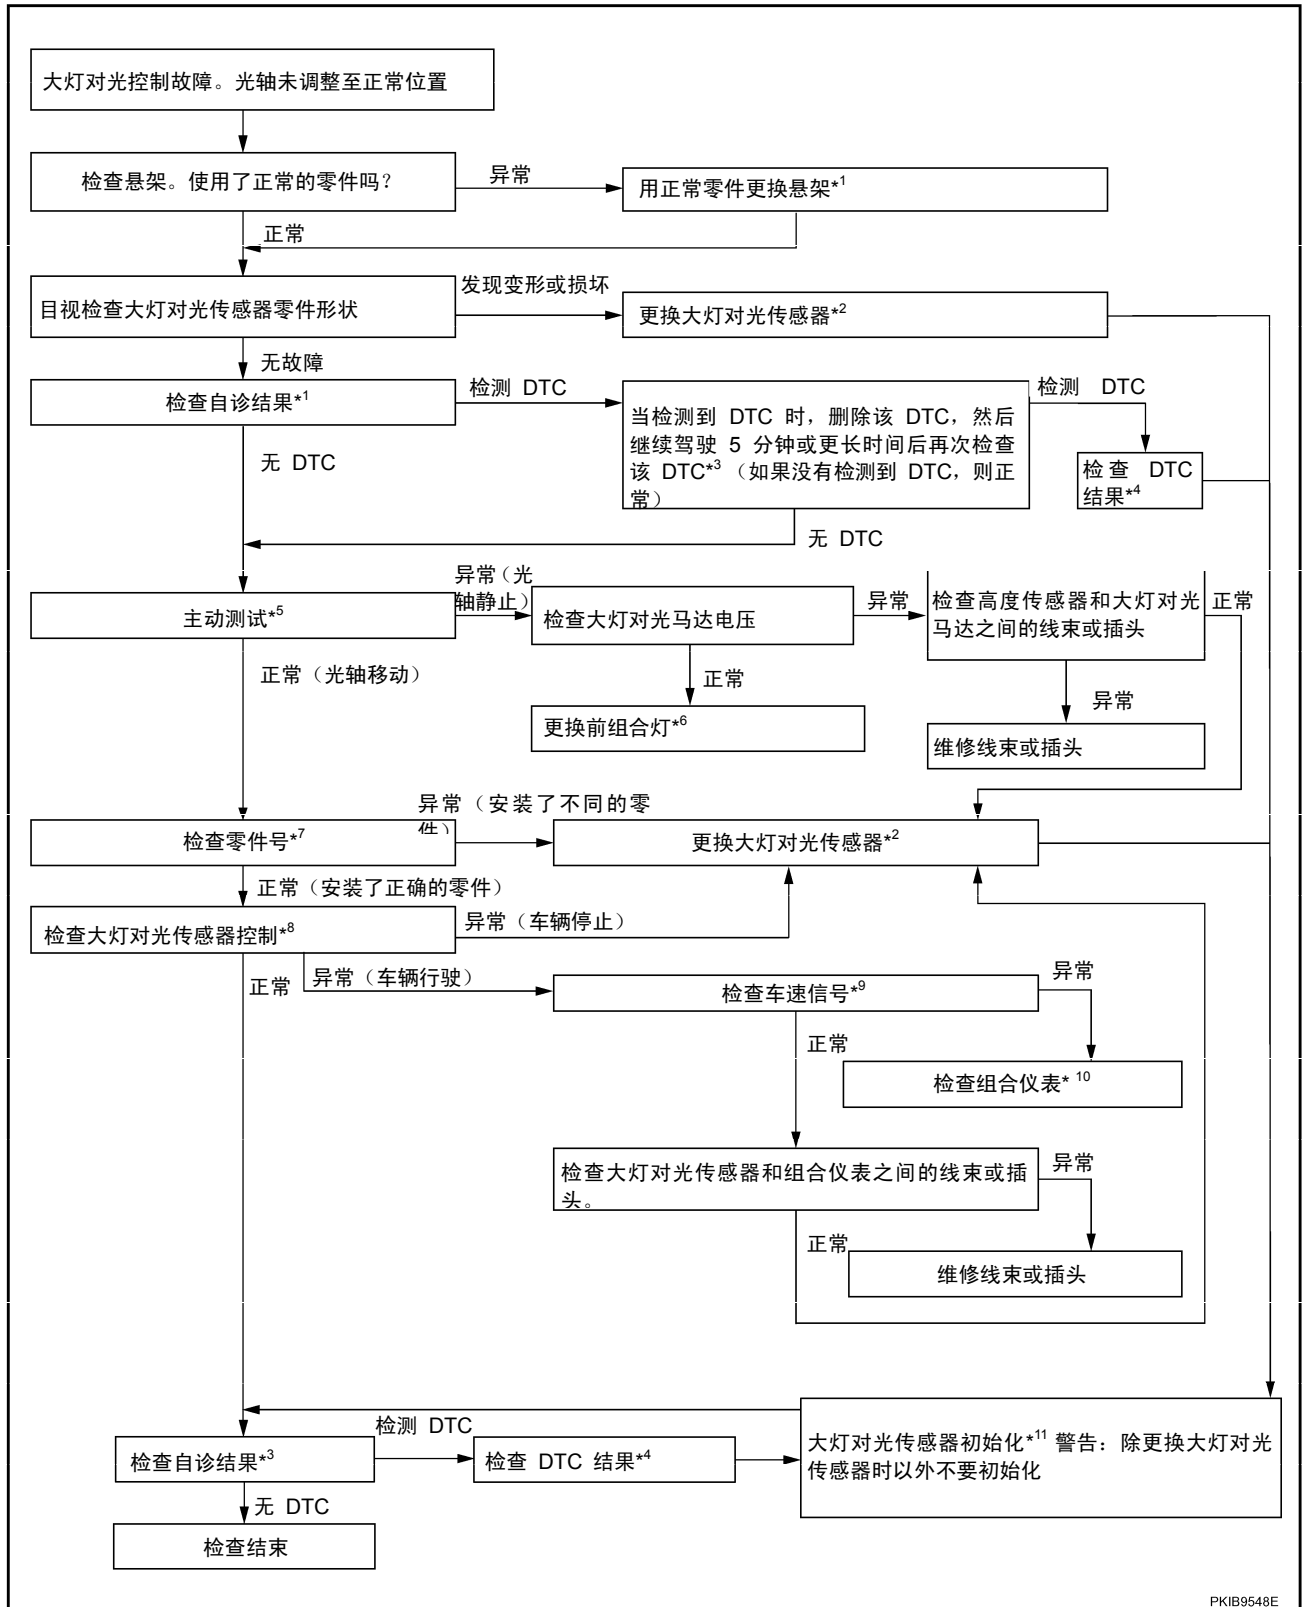 大灯对光控制故障。光轴未调整至正常位置
检查悬架。使用了正常的零件吗？
异常
用正常零件更换悬架*1
正常
目视检查大灯对光传感器零件形状
发现变形或损坏
更换大灯对光传感器*2
无故障
检查自诊结果*1
检测 DTC
当检测到 DTC 时，删除该 DTC，然后
继续驾驶 5 分钟或更长时间后再次检查
该 DTC*3 （如果没有检测到 DTC，则正
常）
检测 DTC
检查 DTC
结果*4
无 DTC
无 DTC
主动测试*5
异常（光
轴静止）
检查大灯对光马达电压
异常
检查高度传感器和大灯对光
马达之间的线束或插头
正常
正常（光轴移动）
正常
更换前组合灯*6
异常
维修线束或插头
检查零件号*7
异常（安装了不同的零
件）
更换大灯对光传感器*2
正常（安装了正确的零件）
检查大灯对光传感器控制*8
异常（车辆停止）
正常
异常（车辆行驶）
检查车速信号*9
异常
正常
检查组合仪表* 10
检查大灯对光传感器和组合仪表之间的线束或插
头。
异常
正常
维修线束或插头
检查自诊结果*3
检测 DTC
检查 DTC 结果*4
大灯对光传感器初始化*11 警告：除更换大灯对光
传感器时以外不要初始化
无 DTC
检查结束
PKIB9548E